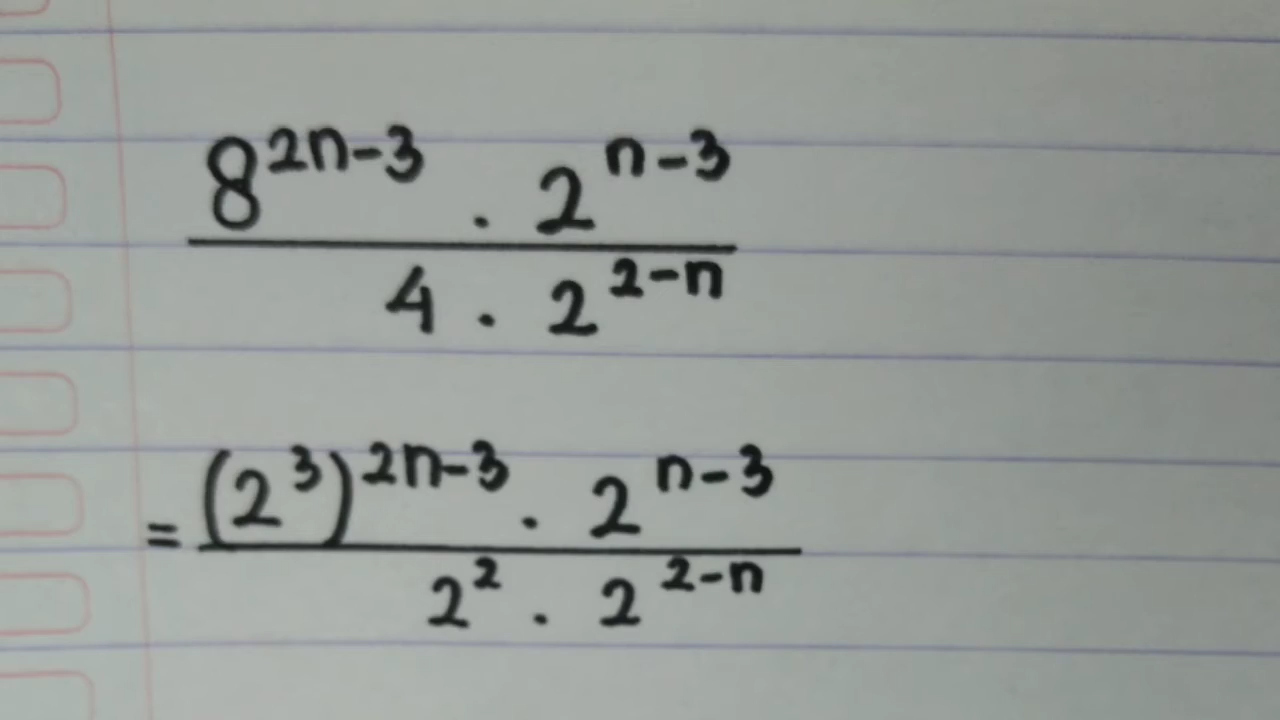 8^{2n-3} . 2^{n-3}
4 . 2^{2-n}
= (2^3)^{2n-3} . 2^{n-3}
2^2 . 2^{2-n}